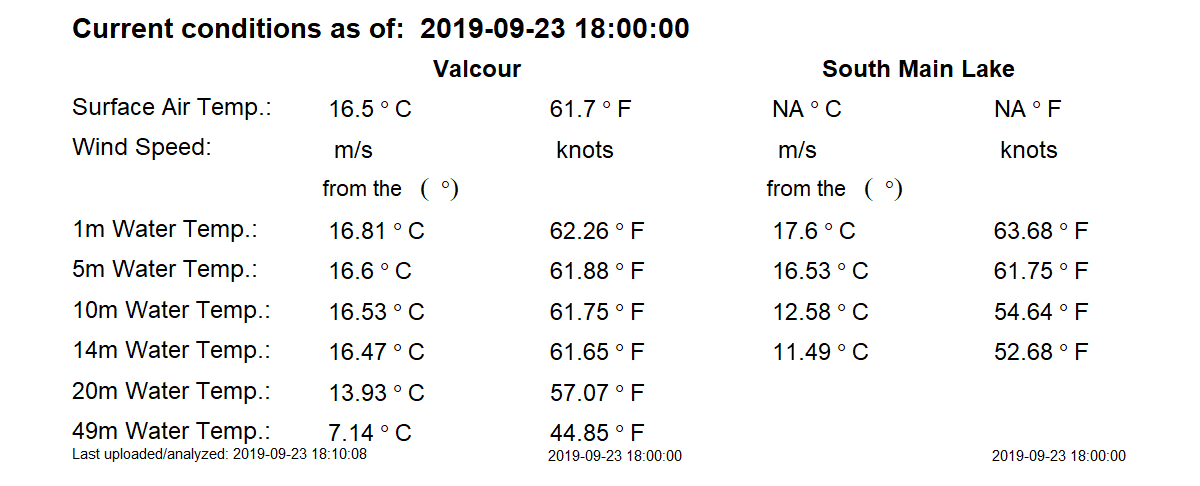 Current conditions as of: 2019-09-23 18:00:00
Valcour South Main Lake
Surface Air Temp.: 16.5 ° C 61.7 ° F NA ° C NA ° F
Wind Speed: m/s knots m/s knots
from the ( °) from the ( °)
1m Water Temp.: 16.81 ° C 62.26 ° F 17.6 ° C 63.68 ° F
5m Water Temp.: 16.6 ° C 61.88 ° F 16.53 ° C 61.75 ° F
10m Water Temp.: 16.53 ° C 61.75 ° F 12.58 ° C 54.64 ° F
14m Water Temp.: 16.47 ° C 61.65 ° F 11.49 ° C 52.68 ° F
20m Water Temp.: 13.93 ° C 57.07 ° F
49m Water Temp.: 7.14 ° C 44.85 ° F
Last uploaded/analyzed: 2019-09-23 18:10:08 2019-09-23 18:00:00 2019-09-23 18:00:00